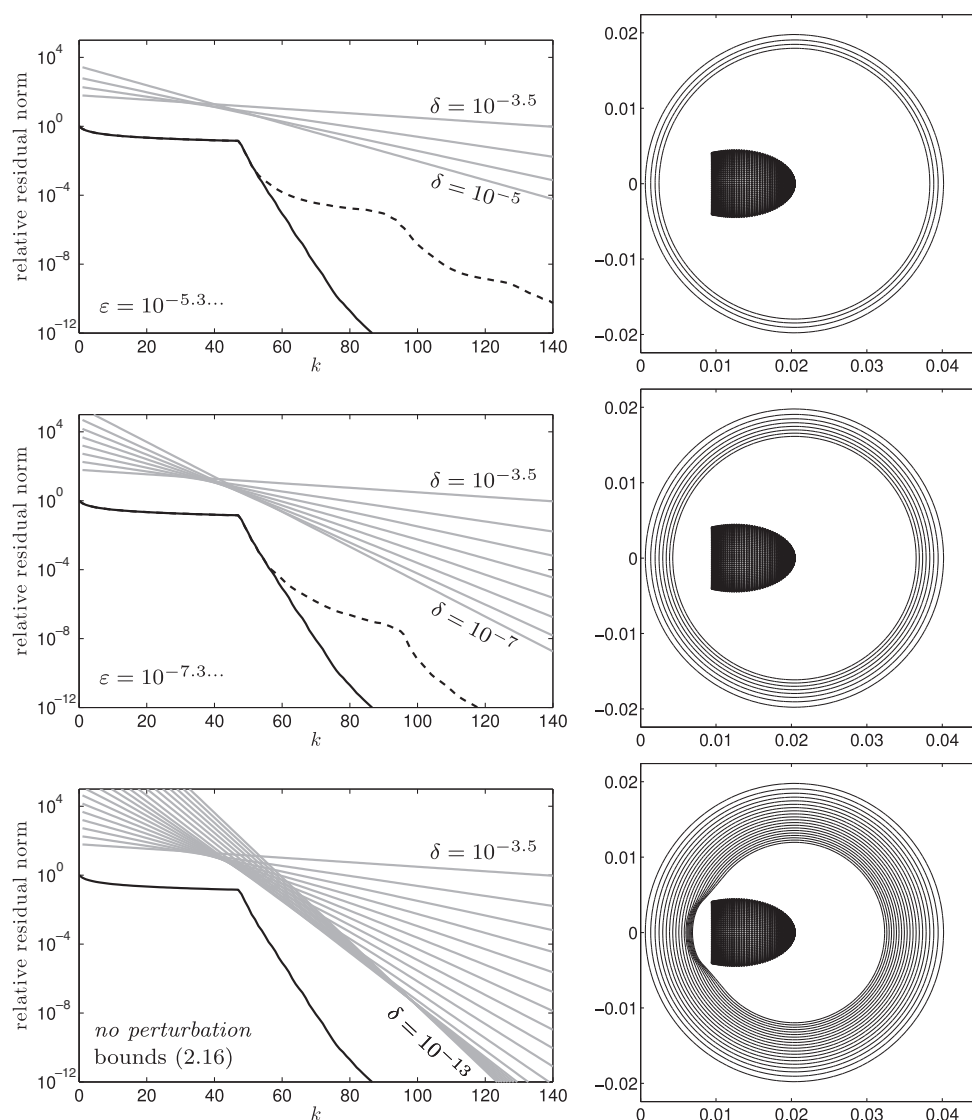 10^4
10^0
10^−4
10^−8
10^−12
relative residual norm
δ = 10^−3.5
δ = 10^−5
ε = 10^−5.3...
0 20 40 60 80 100 120 140
k
0.02
0.01
0
−0.01
−0.02
0 0.01 0.02 0.03 0.04
10^4
10^0
10^−4
10^−8
10^−12
relative residual norm
δ = 10^−3.5
δ = 10^−7
ε = 10^−7.3...
0 20 40 60 80 100 120 140
k
0.02
0.01
0
−0.01
−0.02
0 0.01 0.02 0.03 0.04
10^4
10^0
10^−4
10^−8
10^−12
relative residual norm
δ = 10^−3.5
δ = 10^−13
no perturbation
bounds (2.16)
0 20 40 60 80 100 120 140
k
0.02
0.01
0
−0.01
−0.02
0 0.01 0.02 0.03 0.04